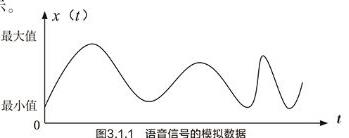 示。
x（t）
最大值
最小值
0
t
图3.1.1 语音信号的模拟数据